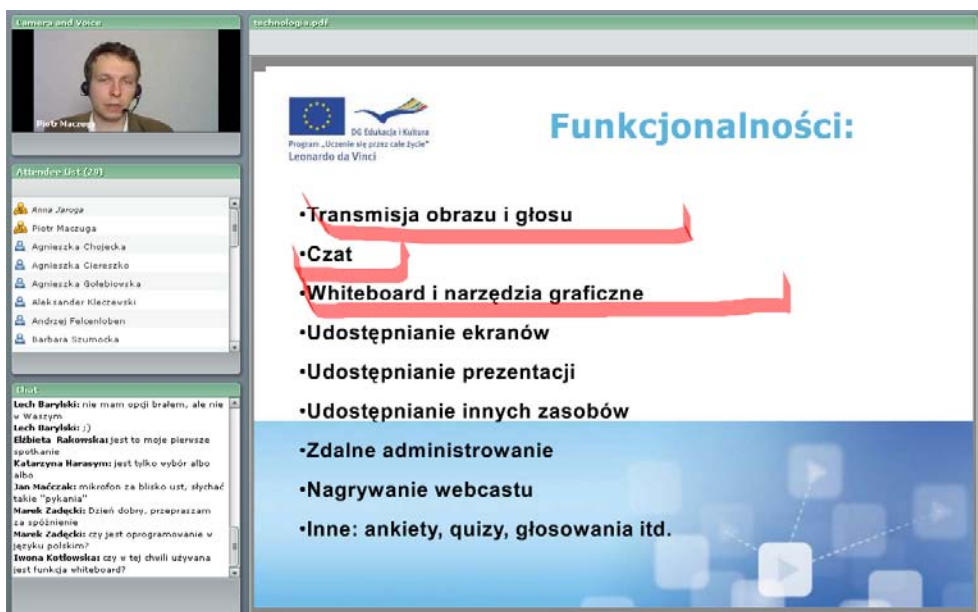 Camera and Voice
Piotr Maczuga
Attendee List (29)
Anna Jaroga
Piotr Maczuga
Agnieszka Chojecka
Agnieszka Ciereszko
Agnieszka Gołębiowska
Aleksander Kleczewski
Andrzej Felcenloben
Barbara Szumocka
Chat
Lech Barylski: nie mam opcji brałem, ale nie
w Waszym
Lech Barylski: ;)
Elżbieta Rakowska: jest to moje pierwsze
spotkanie
Katarzyna Harasym: jest tylko wybór albo
albo
Jan Mańczak: mikrofon za blisko ust, słychać
takie "pykania"
Marek Zadęcki: Dzień dobry, przepraszam
za spóźnienie
Marek Zadęcki: czy jest oprogramowanie w
języku polskim?
Iwona Kotłowska: czy w tej chwili używana
jest funkcja whiteboard?
technologia.pdf
DG Edukacja i Kultura
Program „Uczenie się przez całe życie"
Leonardo da Vinci
Funkcjonalności:
•Transmisja obrazu i głosu
•Czat
•Whiteboard i narzędzia graficzne
•Udostępnianie ekranów
•Udostępnianie prezentacji
•Udostępnianie innych zasobów
•Zdalne administrowanie
•Nagrywanie webcastu
•Inne: ankiety, quizy, głosowania itd.